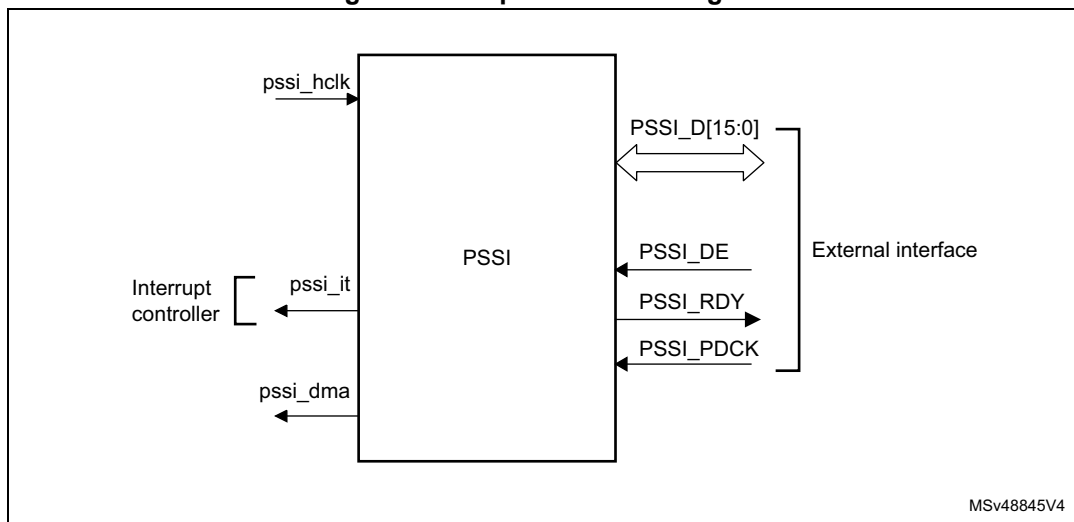 pssi_hclk
PSSI_D[15:0]
PSSI
PSSI_DE
External interface
Interrupt
controller
pssi_it
PSSI_RDY
PSSI_PDCK
pssi_dma
MSv48845V4